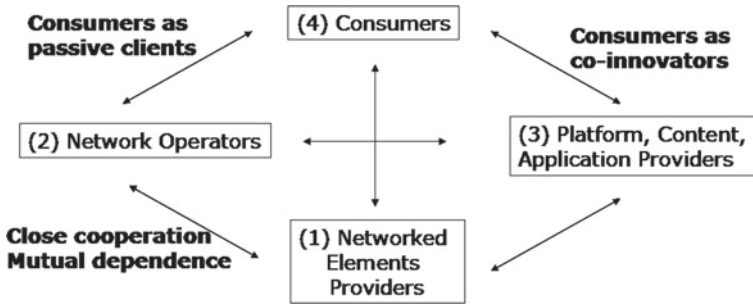 Consumers as
passive clients
(4) Consumers
Consumers as
co-innovators
(2) Network Operators
(3) Platform, Content,
Application Providers
Close cooperation
Mutual dependence
(1) Networked
Elements
Providers